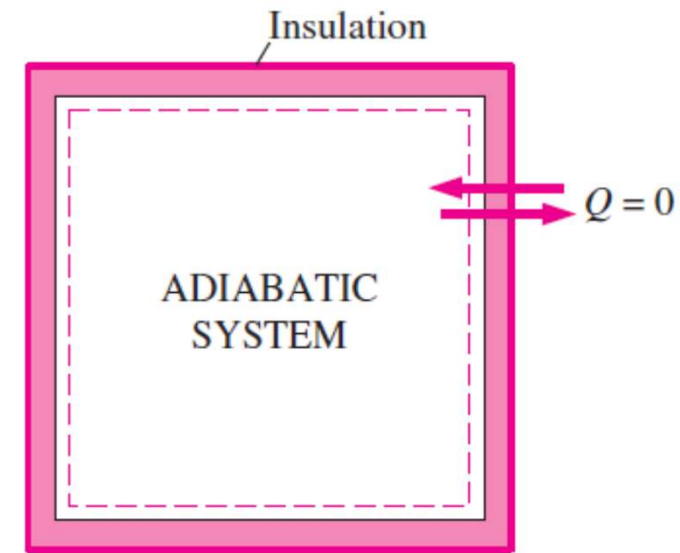 Insulation
Q = 0
ADIABATIC
SYSTEM